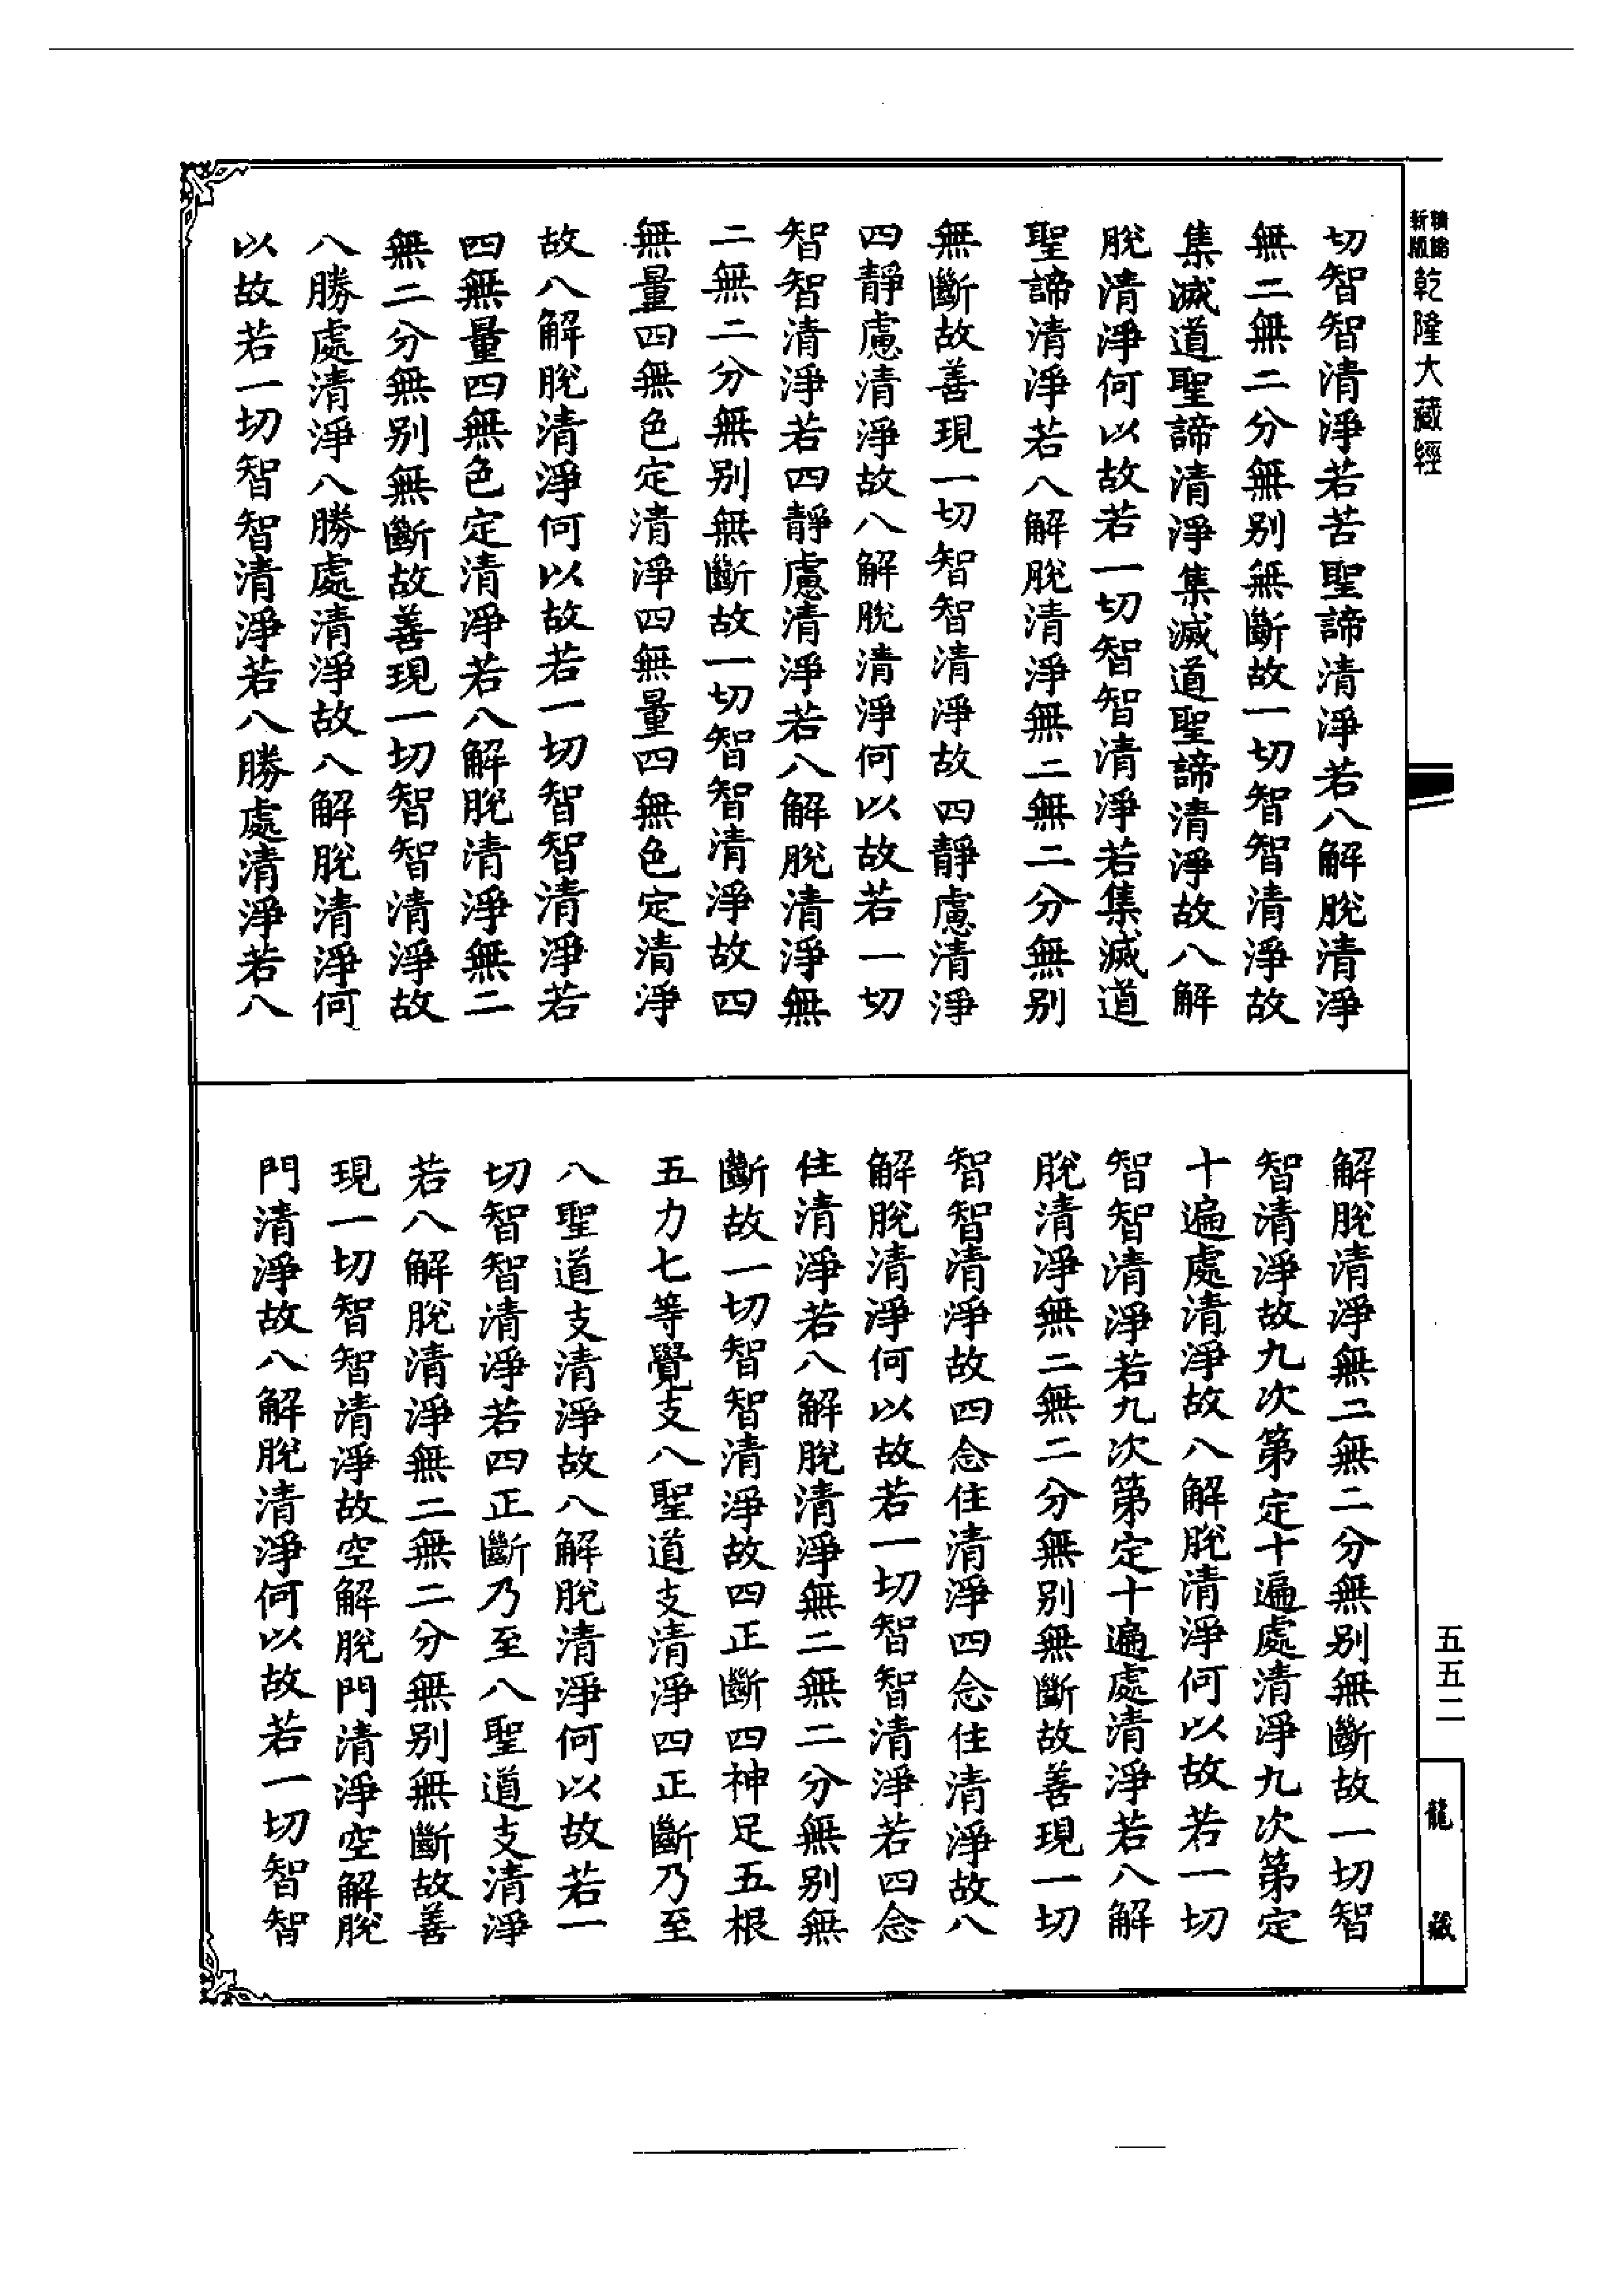 新版
精縮
乾隆大藏經
切智智清淨若苦聖諦清淨若八解脫清淨
無二無二分無别無斷故一切智智清淨故
集滅道聖諦清淨集滅道聖諦清淨故八解
脫清淨何以故若一切智智清淨若集滅道
聖諦清淨若八解脫清淨無二無二分無别
無斷故善現一切智智清淨故四靜慮清淨
四靜慮清淨故八解脫清淨何以故若一切
智智清淨若四靜慮清淨若八解脫清淨無
二無二分無别無斷故一切智智清淨故四
無量四無色定清淨四無量四無色定清淨
故八解脫清淨何以故若一切智智清淨若
四無量四無色定清淨若八解脫清淨無二
無二分無别無斷故善現一切智智清淨故
八勝處清淨八勝處清淨故八解脫清淨何
以故若一切智智清淨若八勝處清淨若八
解脫清淨無二無二分無别無斷故一切智
智清淨故九次第定十遍處清淨九次第定
十遍處清淨故八解脫清淨何以故若一切
智智清淨若九次第定十遍處清淨若八解
脫清淨無二無二分無别無斷故善現一切
智智清淨故四念住清淨四念住清淨故八
解脫清淨何以故若一切智智清淨若四念
住清淨若八解脫清淨無二無二分無别無
斷故一切智智清淨故四正斷四神足五根
五力七等覺支八聖道支清淨四正斷乃至
八聖道支清淨故八解脫清淨何以故若一
切智智清淨若四正斷乃至八聖道支清淨
若八解脫清淨無二無二分無别無斷故善
現一切智智清淨故空解脫門清淨空解脫
門清淨故八解脫清淨何以故若一切智智
五五二
龍藏